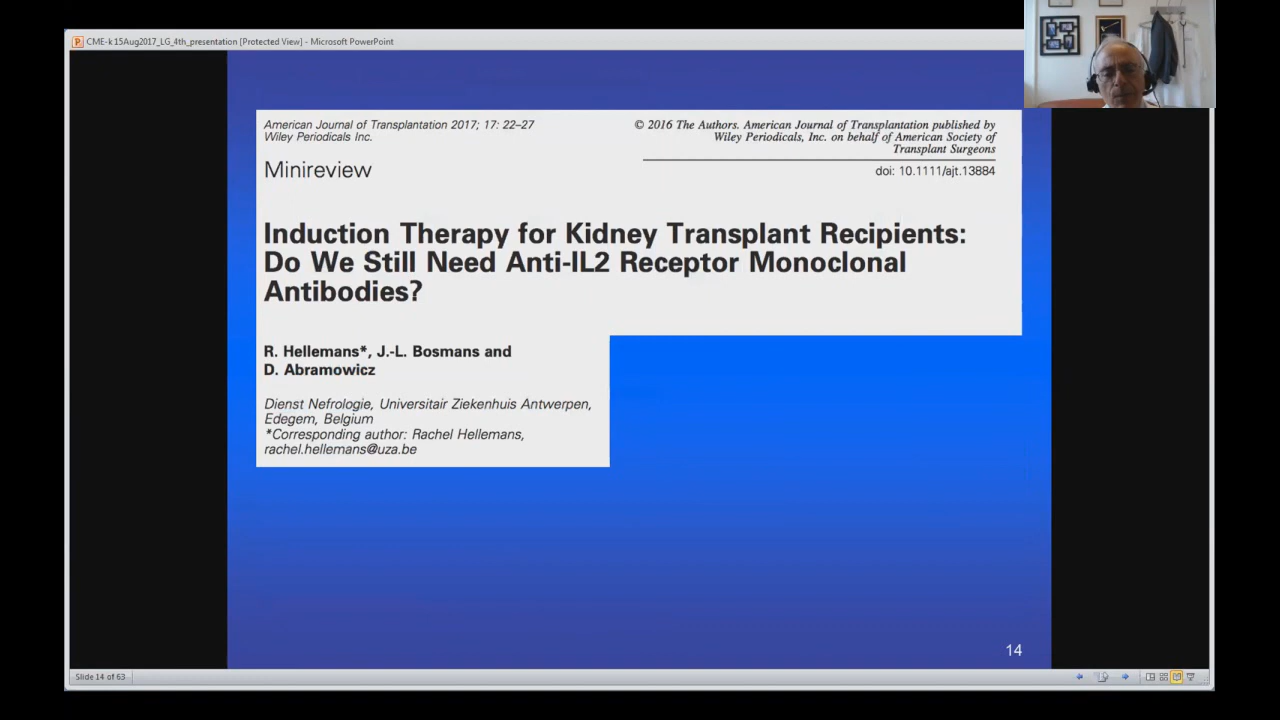 CME-k 15Aug2017_LG_4th_presentation [Protected View] - Microsoft PowerPoint
American Journal of Transplantation 2017; 17: 22–27
Wiley Periodicals Inc.
© 2016 The Authors. American Journal of Transplantation published by
Wiley Periodicals, Inc. on behalf of American Society of
Transplant Surgeons
doi: 10.1111/ajt.13884
Minireview
Induction Therapy for Kidney Transplant Recipients:
Do We Still Need Anti-IL2 Receptor Monoclonal
Antibodies?
R. Hellemans*, J.-L. Bosmans and
D. Abramowicz
Dienst Nefrologie, Universitair Ziekenhuis Antwerpen,
Edegem, Belgium
*Corresponding author: Rachel Hellemans,
rachel.hellemans@uza.be
14
Slide 14 of 63